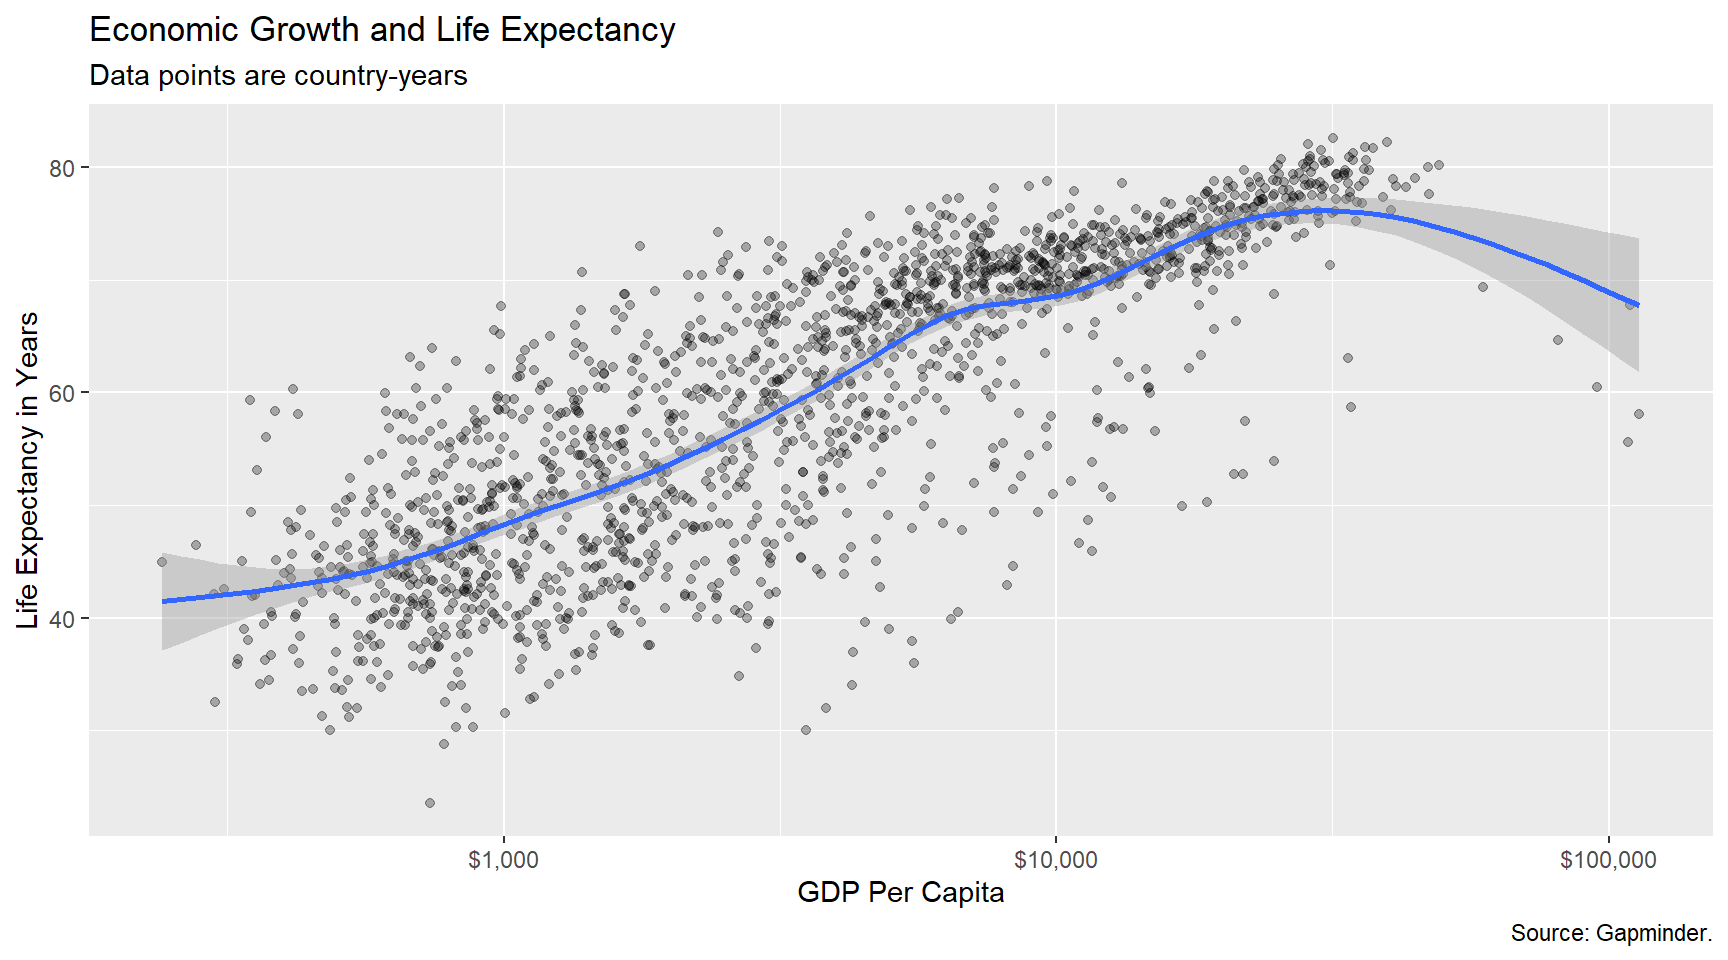 Economic Growth and Life Expectancy
Data points are country-years
Life Expectancy in Years
80
60
40
$1,000
$10,000
$100,000
GDP Per Capita
Source: Gapminder.